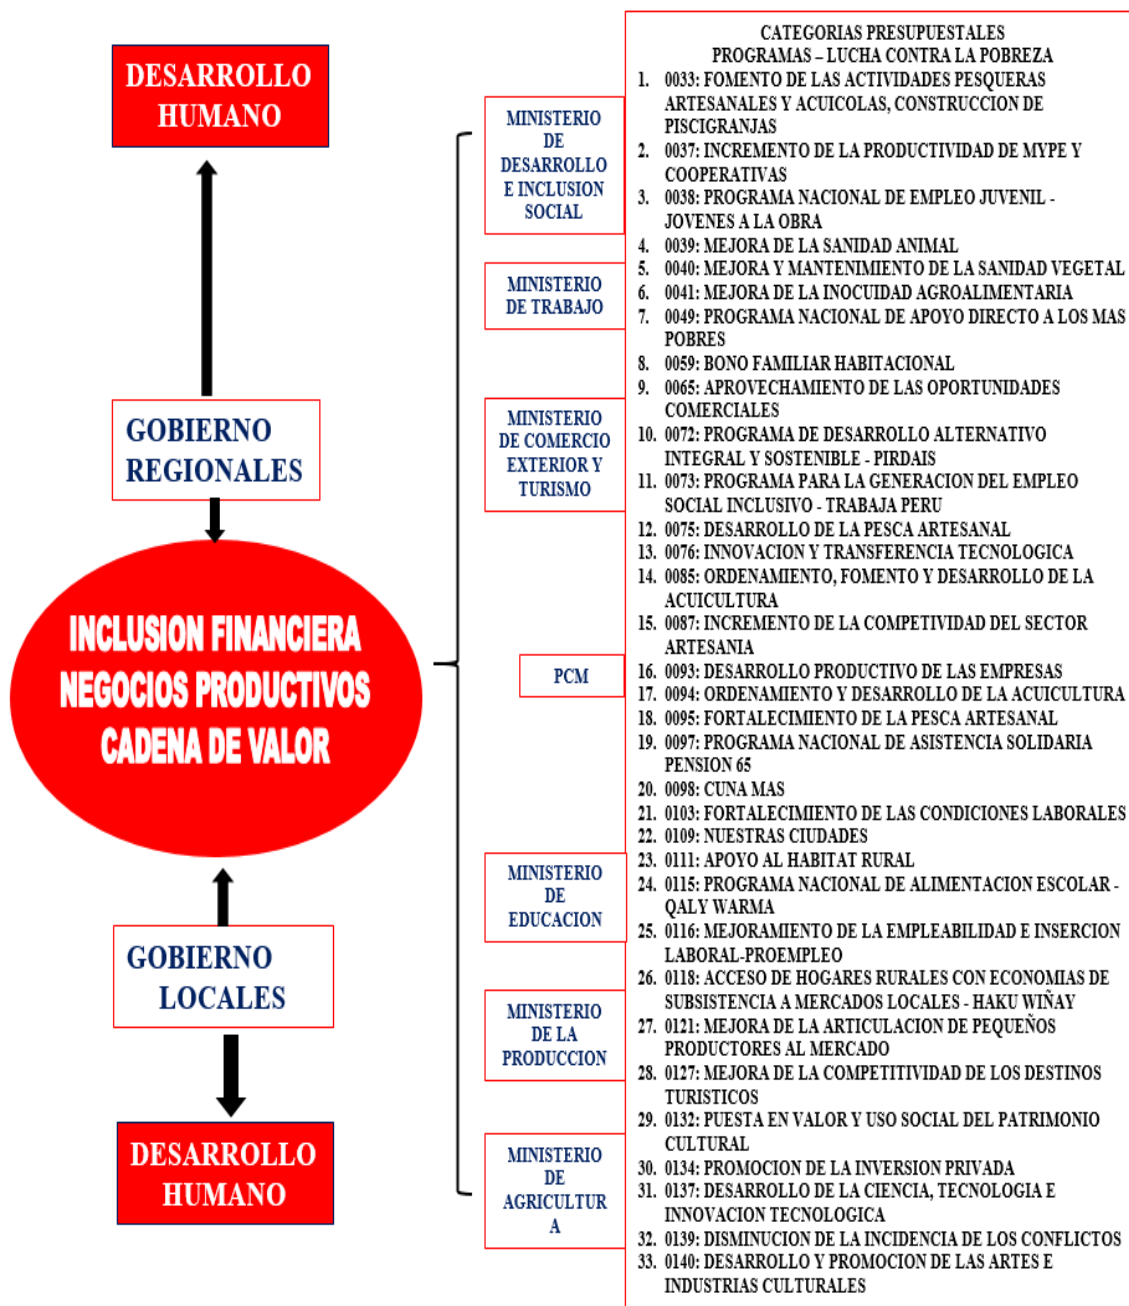 DESARROLLO
HUMANO
GOBIERNO
REGIONALES
INCLUSION FINANCIERA
NEGOCIOS PRODUCTIVOS
CADENA DE VALOR
GOBIERNO
LOCALES
DESARROLLO
HUMANO
MINISTERIO
DE
DESARROLLO
E INCLUSION
SOCIAL
MINISTERIO
DE TRABAJO
MINISTERIO
DE COMERCIO
EXTERIOR Y
TURISMO
PCM
MINISTERIO
DE
EDUCACION
MINISTERIO
DE LA
PRODUCCION
MINISTERIO
DE
AGRICULTUR
A
CATEGORIAS PRESUPUESTALES
PROGRAMAS – LUCHA CONTRA LA POBREZA
1. 0033: FOMENTO DE LAS ACTIVIDADES PESQUERAS
ARTESANALES Y ACUICOLAS, CONSTRUCCION DE
PISCIGRANJAS
2. 0037: INCREMENTO DE LA PRODUCTIVIDAD DE MYPE Y
COOPERATIVAS
3. 0038: PROGRAMA NACIONAL DE EMPLEO JUVENIL -
JOVENES A LA OBRA
4. 0039: MEJORA DE LA SANIDAD ANIMAL
5. 0040: MEJORA Y MANTENIMIENTO DE LA SANIDAD VEGETAL
6. 0041: MEJORA DE LA INOCUIDAD AGROALIMENTARIA
7. 0049: PROGRAMA NACIONAL DE APOYO DIRECTO A LOS MAS
POBRES
8. 0059: BONO FAMILIAR HABITACIONAL
9. 0065: APROVECHAMIENTO DE LAS OPORTUNIDADES
COMERCIALES
10. 0072: PROGRAMA DE DESARROLLO ALTERNATIVO
INTEGRAL Y SOSTENIBLE - PIRDAIS
11. 0073: PROGRAMA PARA LA GENERACION DEL EMPLEO
SOCIAL INCLUSIVO - TRABAJA PERU
12. 0075: DESARROLLO DE LA PESCA ARTESANAL
13. 0076: INNOVACION Y TRANSFERENCIA TECNOLOGICA
14. 0085: ORDENAMIENTO, FOMENTO Y DESARROLLO DE LA
ACUICULTURA
15. 0087: INCREMENTO DE LA COMPETIVIDAD DEL SECTOR
ARTESANIA
16. 0093: DESARROLLO PRODUCTIVO DE LAS EMPRESAS
17. 0094: ORDENAMIENTO Y DESARROLLO DE LA ACUICULTURA
18. 0095: FORTALECIMIENTO DE LA PESCA ARTESANAL
19. 0097: PROGRAMA NACIONAL DE ASISTENCIA SOLIDARIA
PENSION 65
20. 0098: CUNA MAS
21. 0103: FORTALECIMIENTO DE LAS CONDICIONES LABORALES
22. 0109: NUESTRAS CIUDADES
23. 0111: APOYO AL HABITAT RURAL
24. 0115: PROGRAMA NACIONAL DE ALIMENTACION ESCOLAR -
QALY WARMA
25. 0116: MEJORAMIENTO DE LA EMPLEABILIDAD E INSERCION
LABORAL-PROEMPLEO
26. 0118: ACCESO DE HOGARES RURALES CON ECONOMIAS DE
SUBSISTENCIA A MERCADOS LOCALES - HAKU WIÑAY
27. 0121: MEJORA DE LA ARTICULACION DE PEQUEÑOS
PRODUCTORES AL MERCADO
28. 0127: MEJORA DE LA COMPETITIVIDAD DE LOS DESTINOS
TURISTICOS
29. 0132: PUESTA EN VALOR Y USO SOCIAL DEL PATRIMONIO
CULTURAL
30. 0134: PROMOCION DE LA INVERSION PRIVADA
31. 0137: DESARROLLO DE LA CIENCIA, TECNOLOGIA E
INNOVACION TECNOLOGICA
32. 0139: DISMINUCION DE LA INCIDENCIA DE LOS CONFLICTOS
33. 0140: DESARROLLO Y PROMOCION DE LAS ARTES E
INDUSTRIAS CULTURALES